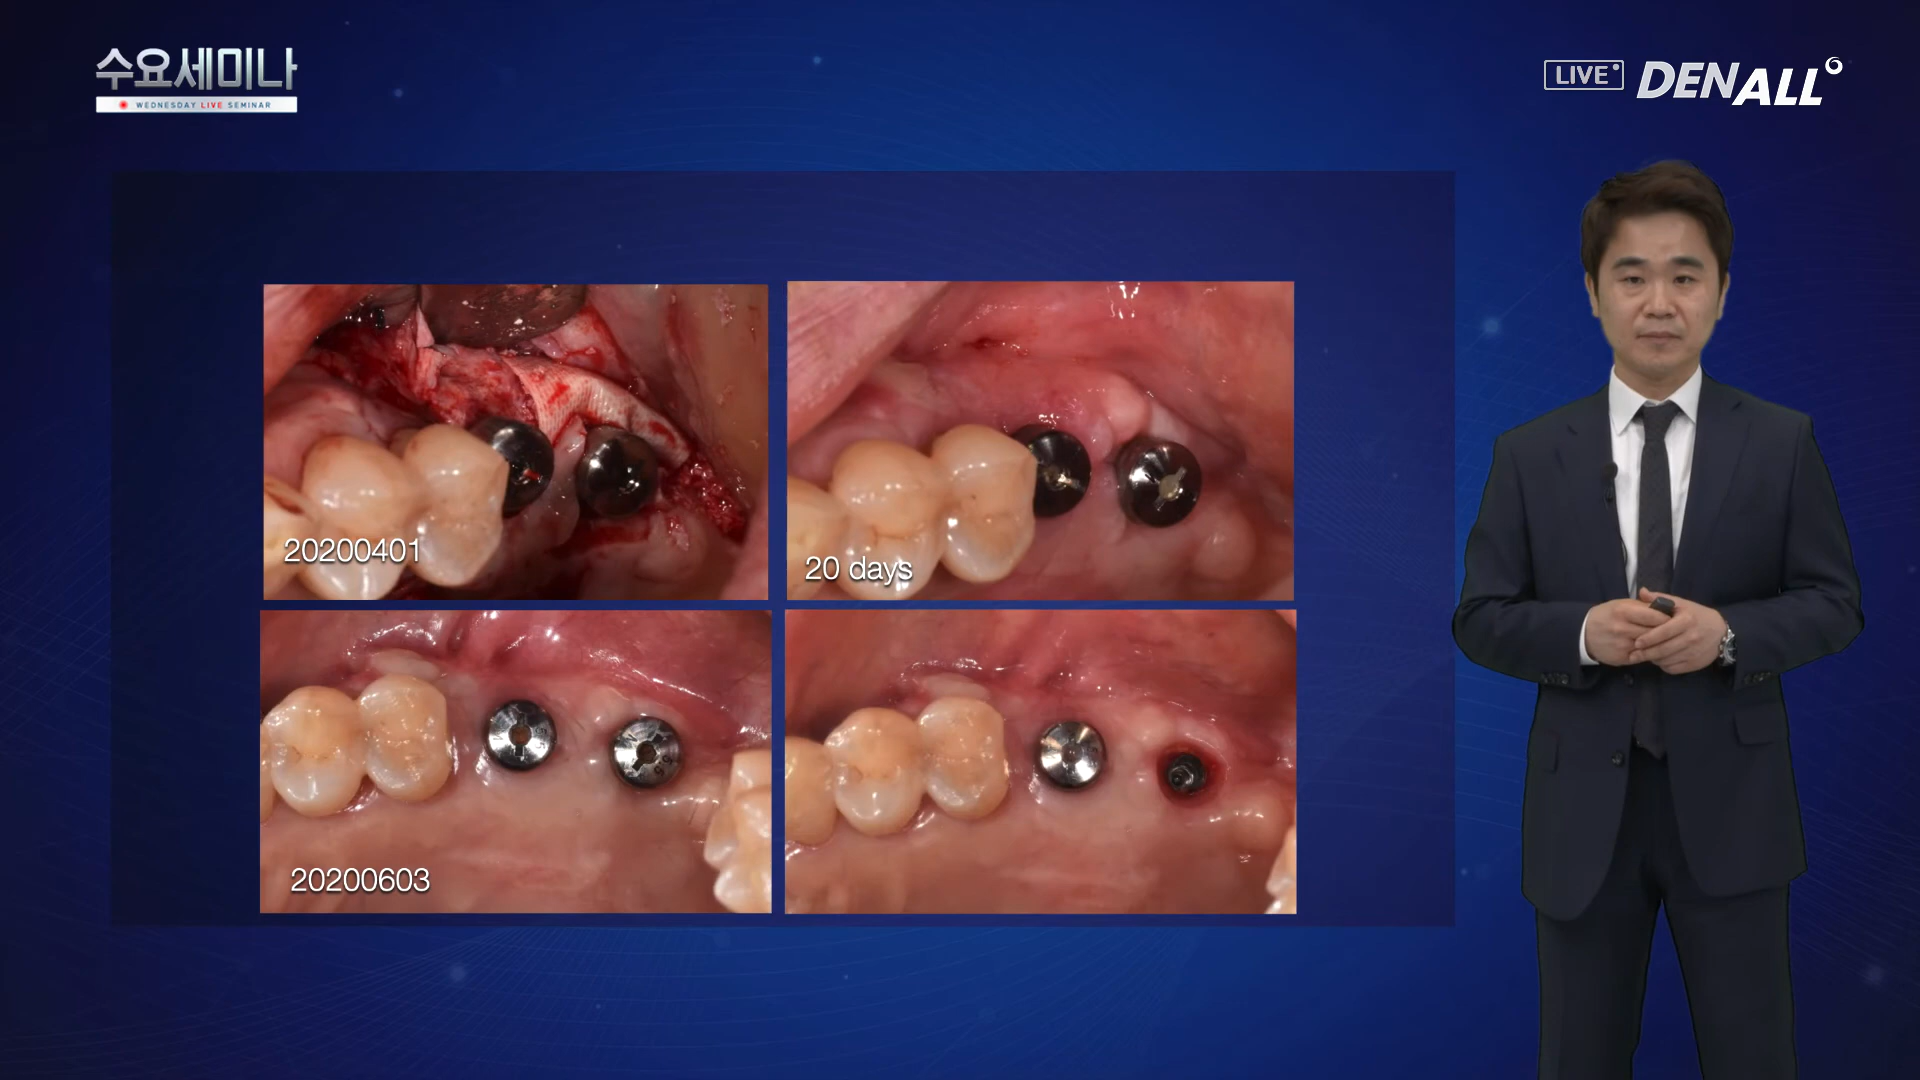 수요세미나
WEDNESDAY LIVE SEMINAR
LIVE
DENALL
20200401
20 days
20200603